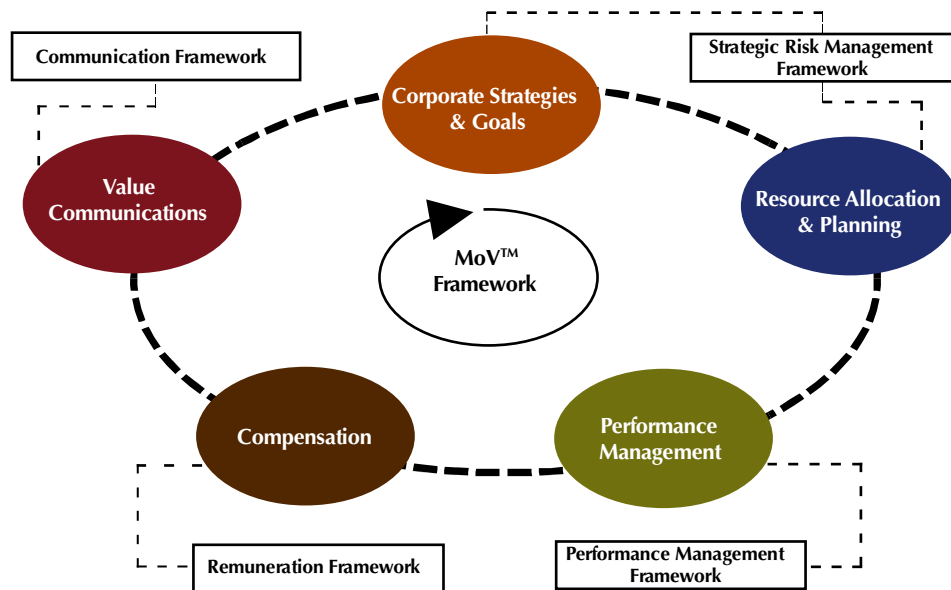 Communication Framework
Strategic Risk Management
Framework
Corporate Strategies
& Goals
Value
Communications
Resource Allocation
& Planning
MoV™
Framework
Compensation
Performance
Management
Remuneration Framework
Performance Management
Framework